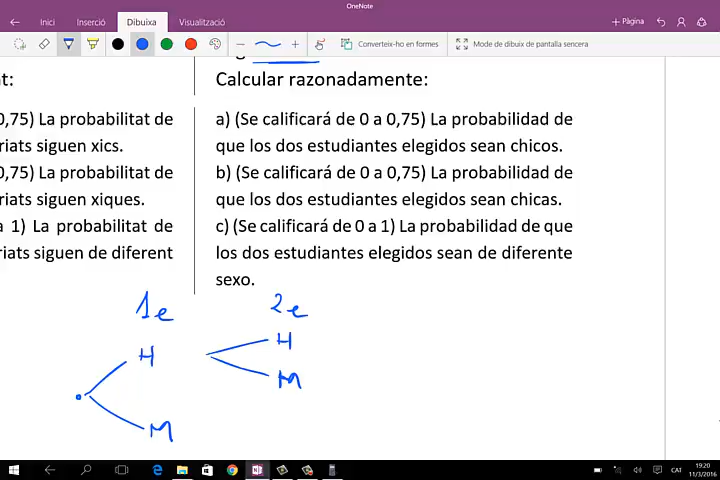 OneNote
Inici Inserció Dibuixa Visualització + Pàgina
Converteix-ho en formes Mode de dibuix de pantalla sencera
t:
Calcular razonadamente:
0,75) La probabilitat de
riats siguen xics.
0,75) La probabilitat de
riats siguen xiques.
a 1) La probabilitat de
riats siguen de diferent
a) (Se calificará de 0 a 0,75) La probabilidad de
que los dos estudiantes elegidos sean chicos.
b) (Se calificará de 0 a 0,75) La probabilidad de
que los dos estudiantes elegidos sean chicas.
c) (Se calificará de 0 a 1) La probabilidad de que
los dos estudiantes elegidos sean de diferente
sexo.
1e 2e
H H
M
M
CAT 19:20
11/3/2016